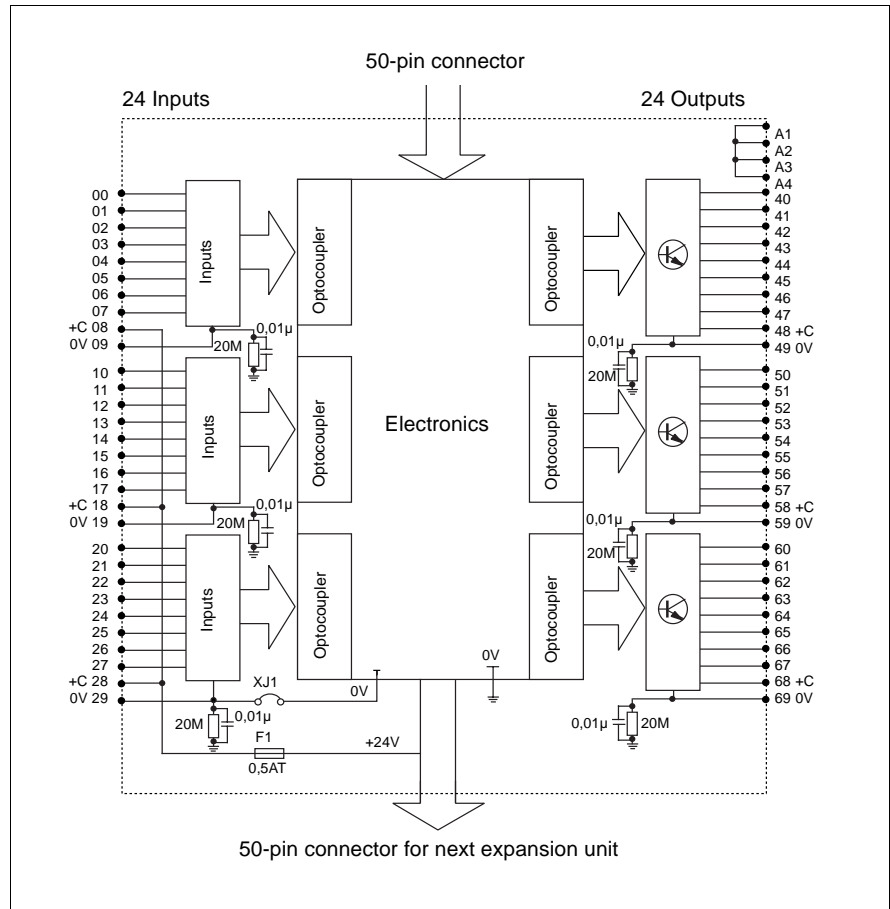 50-pin connector
24 Inputs
24 Outputs
A1
A2
A3
A4
00
01
02
03
04
05
06
07
+C 08
0V 09
Inputs
Optocoupler
20M
0,01µ
10
11
12
13
14
15
16
17
+C 18
0V 19
Inputs
Optocoupler
20M
0,01µ
20
21
22
23
24
25
26
27
+C 28
0V 29
Inputs
Optocoupler
20M
0,01µ
XJ1
0V
F1
0,5AT
+24V
Electronics
0V
Optocoupler
40
41
42
43
44
45
46
47
48 +C
49 0V
0,01µ
20M
Optocoupler
50
51
52
53
54
55
56
57
58 +C
59 0V
0,01µ
20M
Optocoupler
60
61
62
63
64
65
66
67
68 +C
69 0V
0,01µ
20M
50-pin connector for next expansion unit